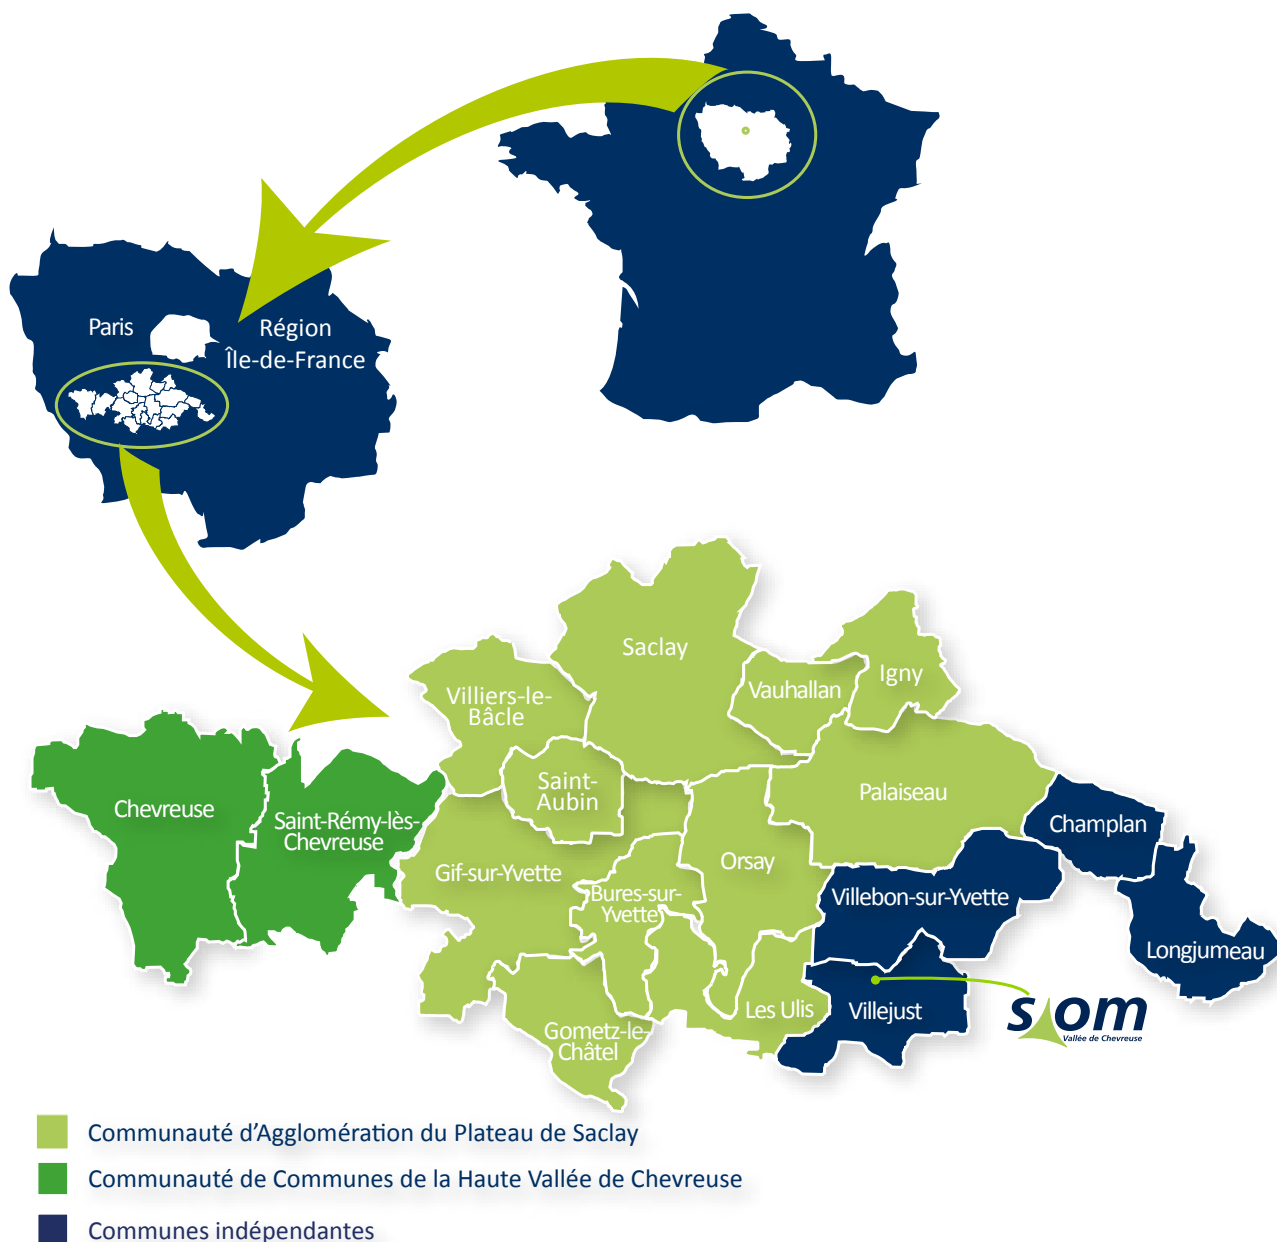 Paris
Région
Île-de-France
Saclay
Igny
Vauhallan
Villiers-le-
Bâcle
Saint-
Aubin
Palaiseau
Chevreuse
Saint-Rémy-lès-
Chevreuse
Champlan
Gif-sur-Yvette
Orsay
Bures-sur-
Yvette
Villebon-sur-Yvette
Longjumeau
Les Ulis
Villejust
siom
Vallée de Chevreuse
Gometz-le-
Châtel
Communauté d'Agglomération du Plateau de Saclay
Communauté de Communes de la Haute Vallée de Chevreuse
Communes indépendantes